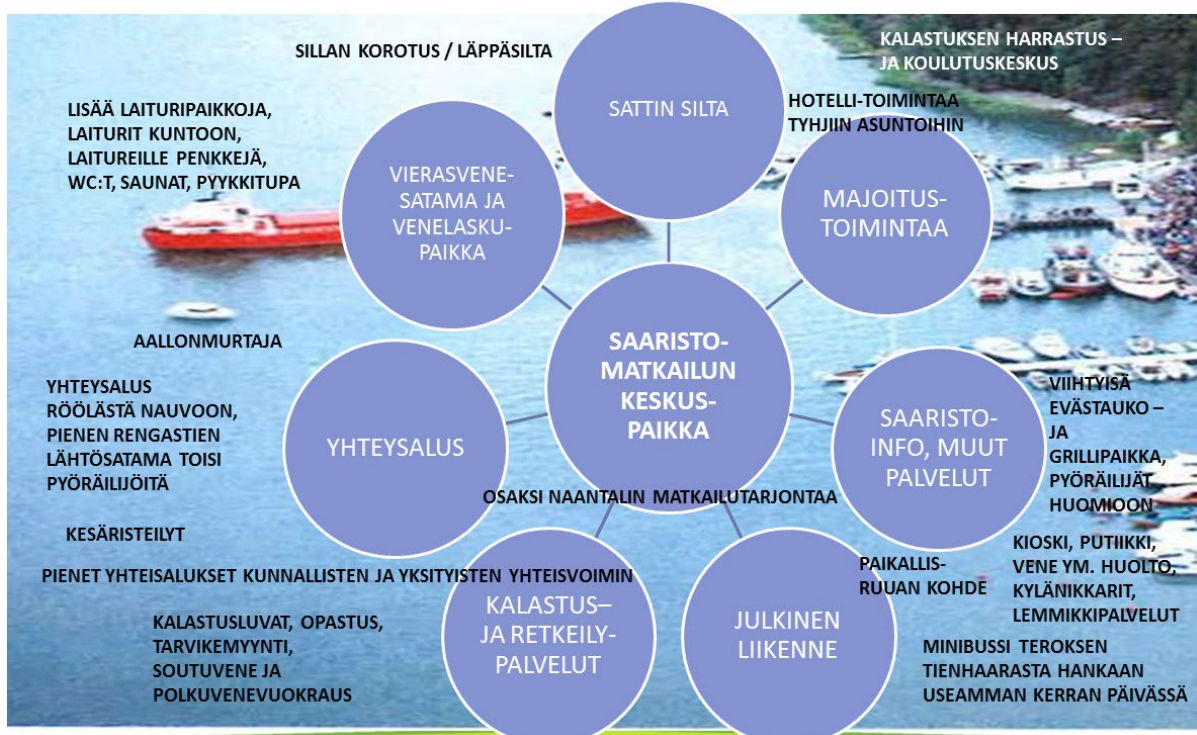 SILLAN KOROTUS / LÄPPÄSILTA
KALASTUKSEN HARRASTUS –
JA KOULUTUSKESKUS
SATTIN SILTA
HOTELLI-TOIMINTAA
TYHJIIN ASUNTOIHIN
LISÄÄ LAITURIPAIKKOJA,
LAITURIT KUNTOON,
LAITUREILLE PENKKEJÄ,
WC:T, SAUNAT, PYYKKITUPA
VIERASVENE-
SATAMA JA
VENELASKU-
PAIKKA
MAJOITUS-
TOIMINTAA
AALLONMURTAJA
SAARISTO-
MATKAILUN
KESKUS-
PAIKKA
YHTEYSALUS
RÖÖLÄSTÄ NAUVOON,
PIENEN RENGASTIEN
LÄHTÖSATAMA TOISI
PYÖRÄILIJÖITÄ
YHTEYSALUS
SAARISTO-
INFO, MUUT
PALVELUT
VIIHTYISÄ
EVÄSTAUKO –
JA
GRILLIPAIKKA,
PYÖRÄILIJÄT
HUOMIOON
OSAKSI NAANTALIN MATKAILUTARJONTAA
KESÄRISTEILYT
PIENET YHTEISALUKSET KUNNALLISTEN JA YKSITYISTEN YHTEISVOIMIN
PAIKALLIS-
RUUAN KOHDE
KIOSKI, PUTIIKKI,
VENE YM. HUOLTO,
KYLÄNIKKARIT,
LEMMIKKIPALVELUT
KALASTUS–
JA RETKEILY-
PALVELUT
JULKINEN
LIIKENNE
KALASTUSLUVAT, OPASTUS,
TARVIKEMYYNTI,
SOUTUVENE JA
POLKUVENEVUOKRAUS
MINIBUSSI TEROKSEN
TIENHAARASTA HANKAAN
USEAMMAN KERRAN PÄIVÄSSÄ